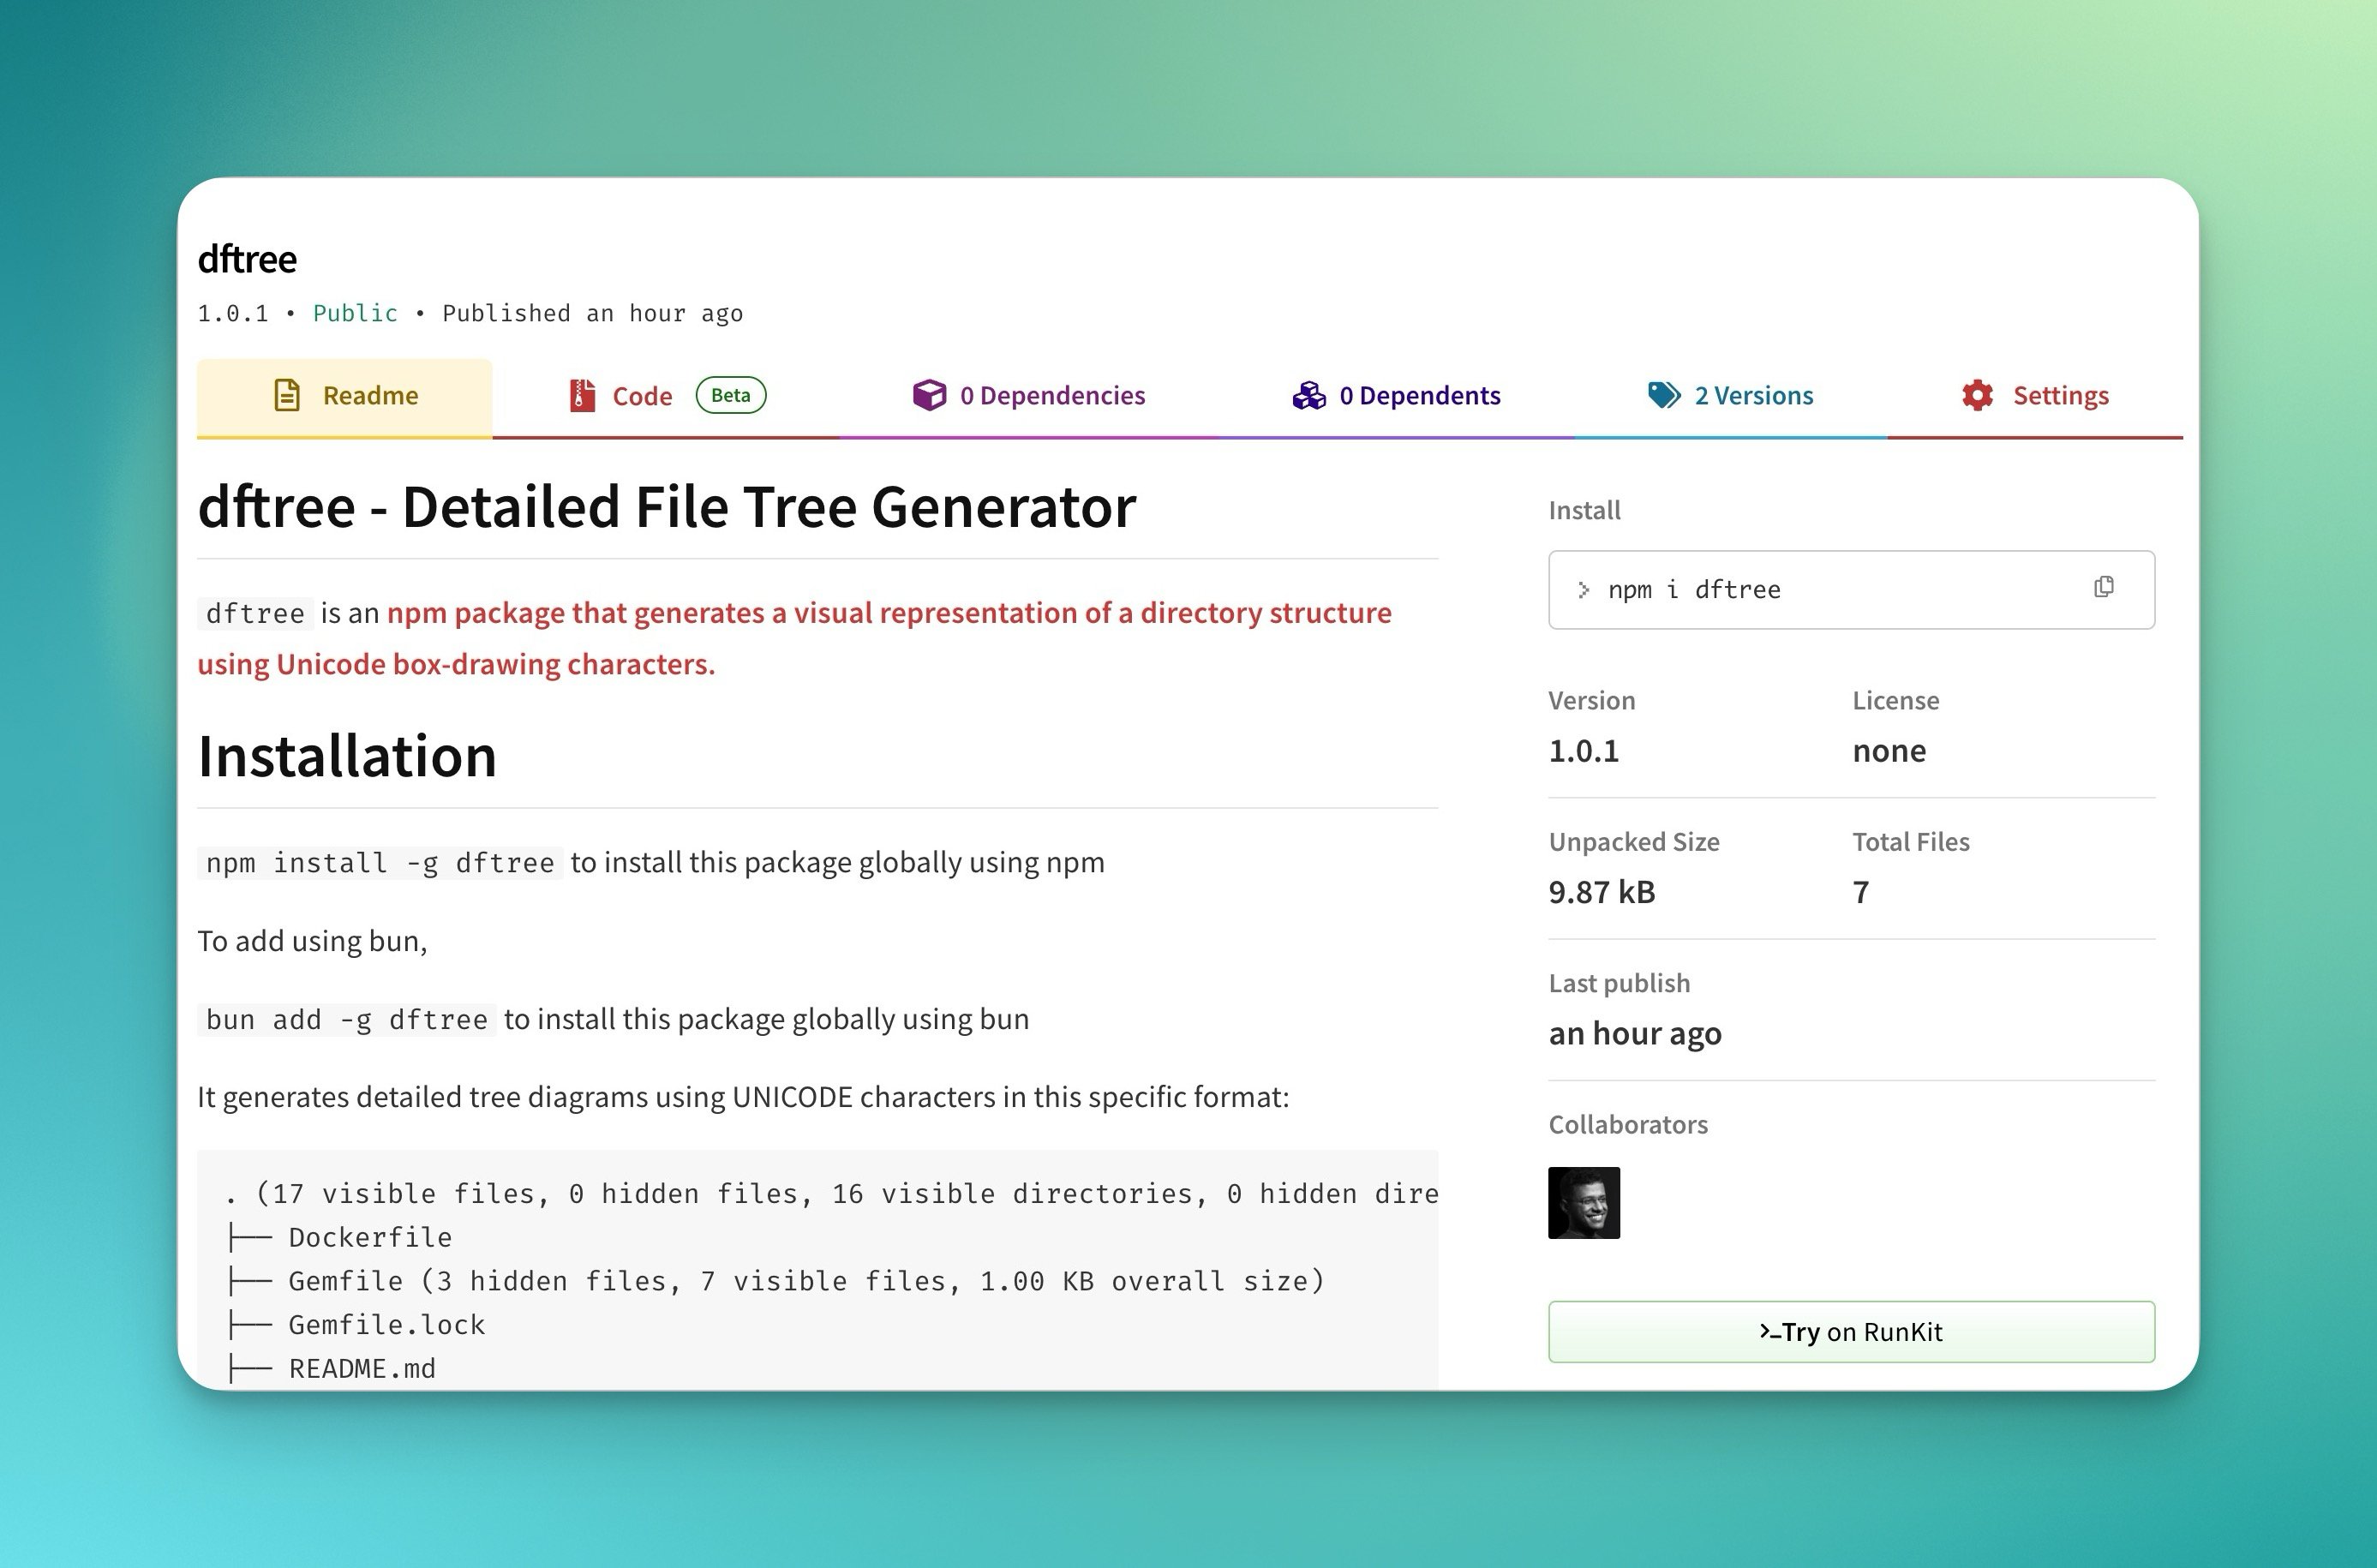 dftree
1.0.1 • Public • Published an hour ago
Readme
Code Beta
0 Dependencies
0 Dependents
2 Versions
Settings
dftree - Detailed File Tree Generator
dftree is an npm package that generates a visual representation of a directory structure
using Unicode box-drawing characters.
Installation
npm install -g dftree to install this package globally using npm
To add using bun,
bun add -g dftree to install this package globally using bun
It generates detailed tree diagrams using UNICODE characters in this specific format:
. (17 visible files, 0 hidden files, 16 visible directories, 0 hidden dire
├── Dockerfile
├── Gemfile (3 hidden files, 7 visible files, 1.00 KB overall size)
├── Gemfile.lock
├── README.md
Install
npm i dftree
Version
1.0.1
License
none
Unpacked Size
9.87 kB
Total Files
7
Last publish
an hour ago
Collaborators
Try on RunKit